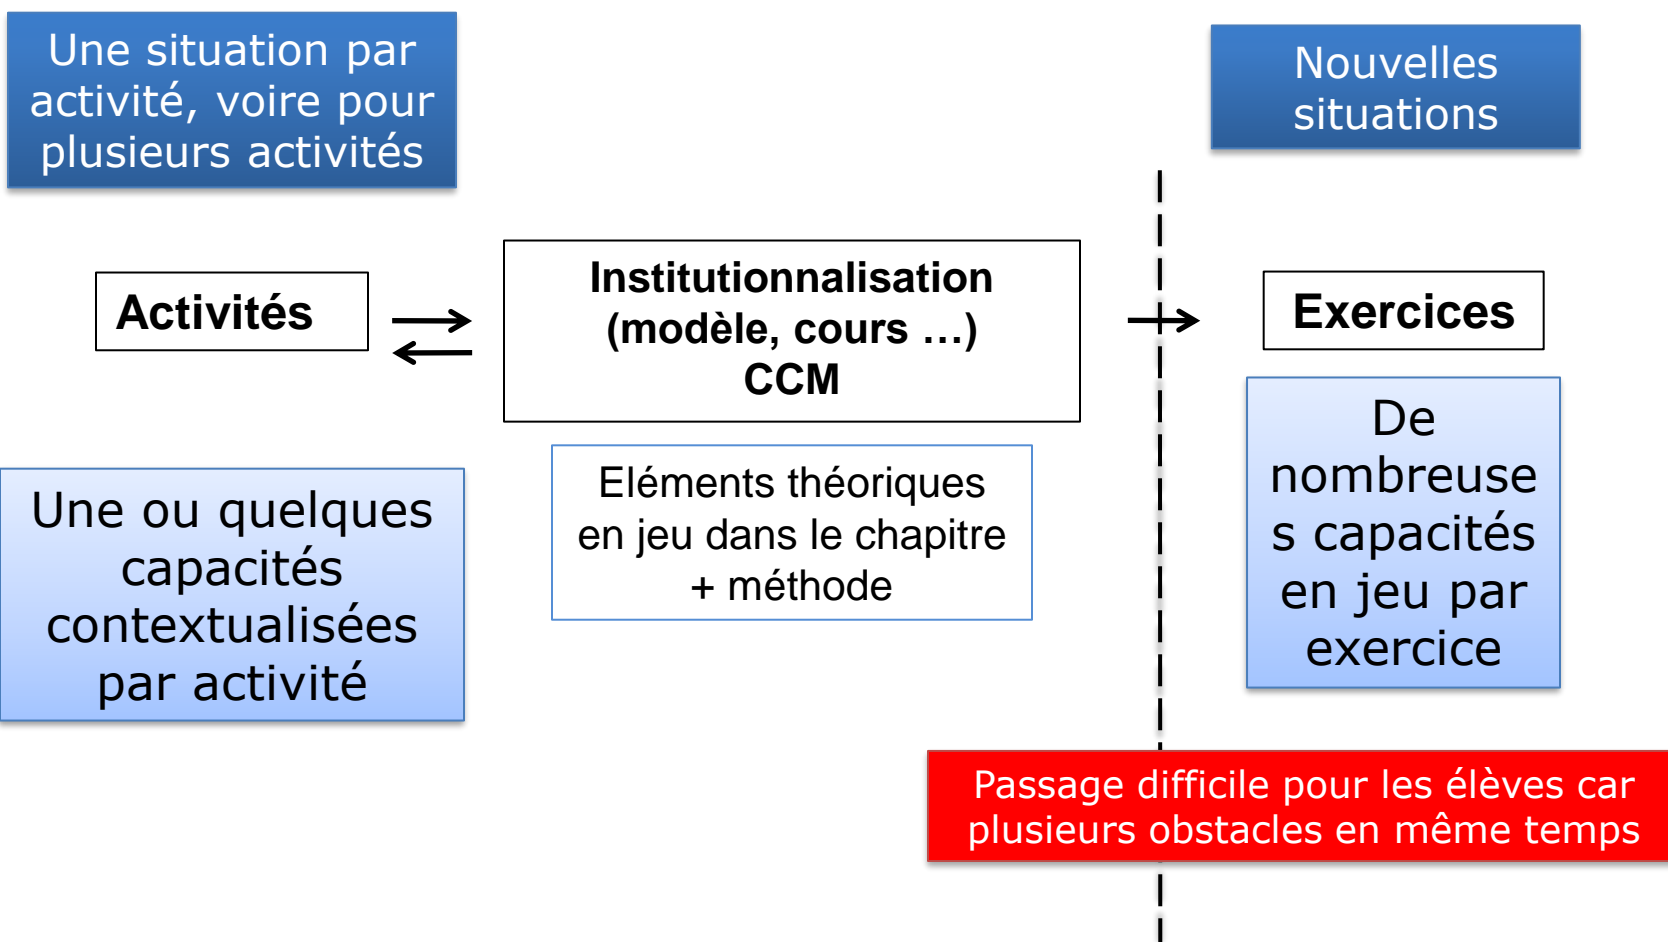 Une situation par
activité, voire pour
plusieurs activités
Nouvelles
situations
Activités
Institutionnalisation
(modèle, cours …)
CCM
Exercices
Une ou quelques
capacités
contextualisées
par activité
Eléments théoriques
en jeu dans le chapitre
+ méthode
De
nombreuse
s capacités
en jeu par
exercice
Passage difficile pour les élèves car
plusieurs obstacles en même temps